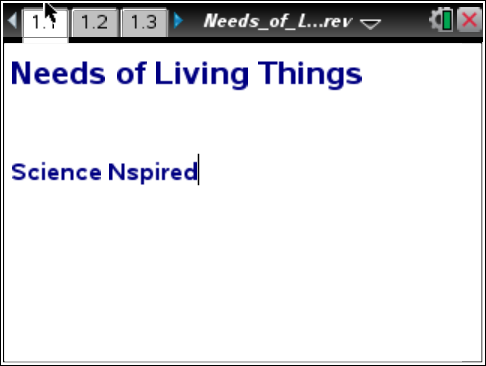 1.1 1.2 1.3 Needs_of_L...rev
Needs of Living Things
Science Nspired